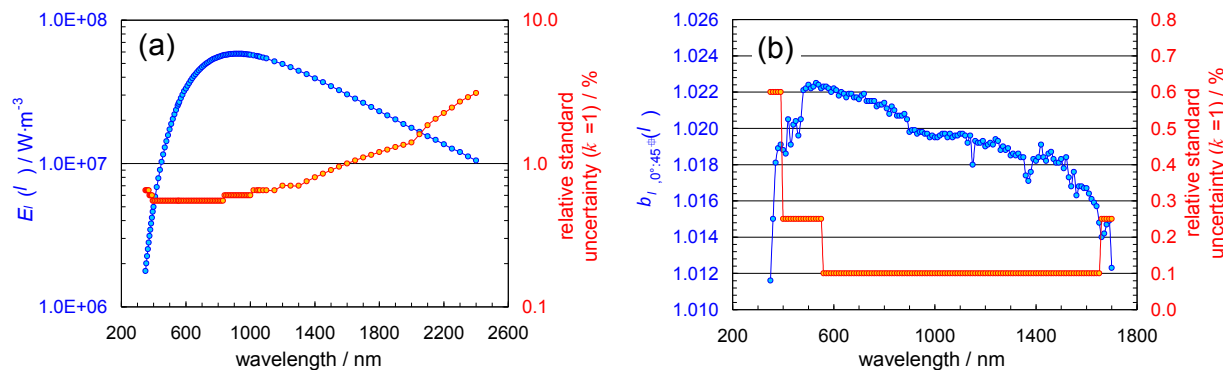 (a)
1.0E+08
1.0E+07
1.0E+06
E_l (l) / W·m⁻³
10.0
1.0
0.1
relative standard
uncertainty (k =1) / %
200 600 1000 1400 1800 2200 2600
wavelength / nm
(b)
1.026
1.024
1.022
1.020
1.018
1.016
1.014
1.012
1.010
0.8
0.7
0.6
0.5
0.4
0.3
0.2
0.1
0.0
relative standard
uncertainty (k =1) / %
200 600 1000 1400 1800
wavelength / nm